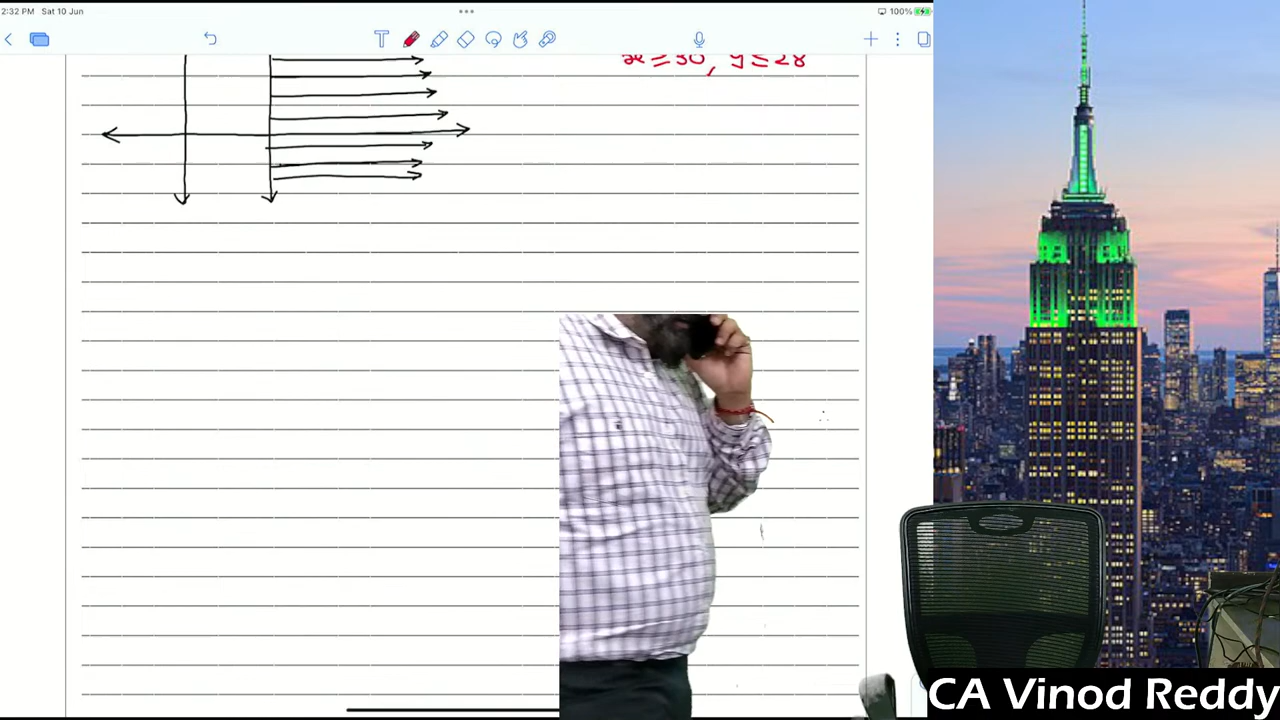 2:32 PM Sat 10 Jun
100%
x ≥ 30, y ≤ 28
CA Vinod Reddy